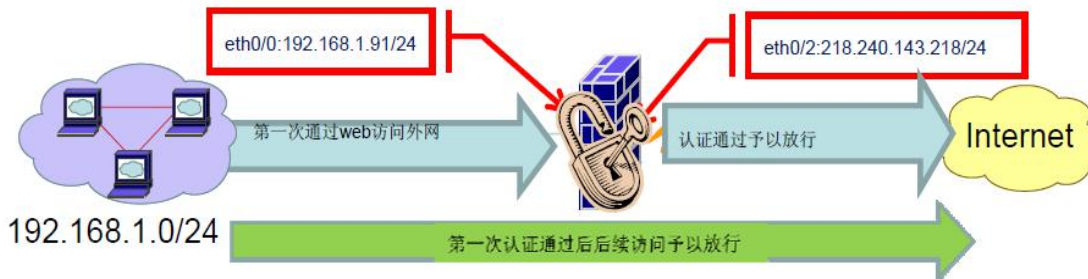 eth0/0:192.168.1.91/24
eth0/2:218.240.143.218/24
第一次通过web访问外网
认证通过予以放行
Internet
192.168.1.0/24
第一次认证通过后后续访问予以放行